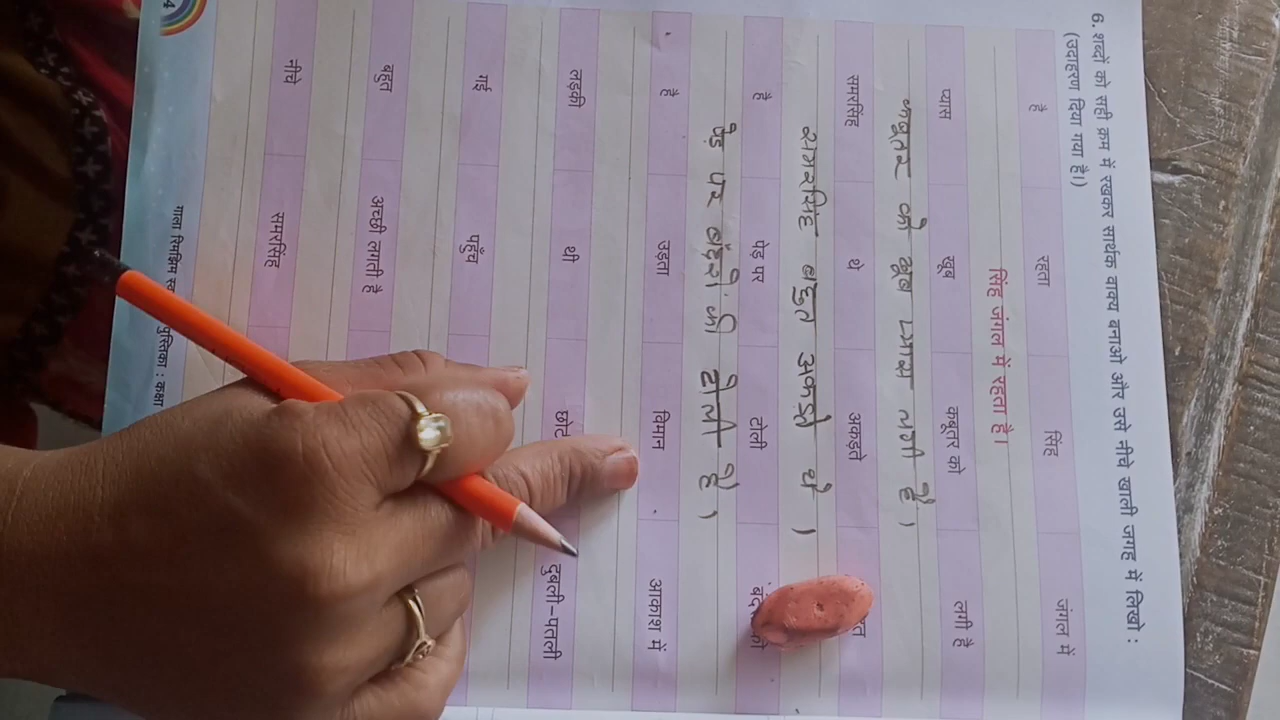 6. शब्दों को सही क्रम में रखकर सार्थक वाक्य बनाओ और उसे नीचे खाली जगह में लिखो :
(उदाहरण दिया गया है।)
है रहता सिंह जंगल में
सिंह जंगल में रहता है।
प्यास खूब कबूतर को लगी है
कबूतर को खूब प्यास लगी है।
समरसिंह थे अकड़ते
समरसिंह बहुत अकड़ते थे ।
है पेड़ पर टोली
पेड़ पर बंदरों की टोली है ।
है उड़ता विमान आकाश में
लड़की थी दुबली-पतली
गई पहुँच
बहुत अच्छी लगती है
नीचे समरसिंह